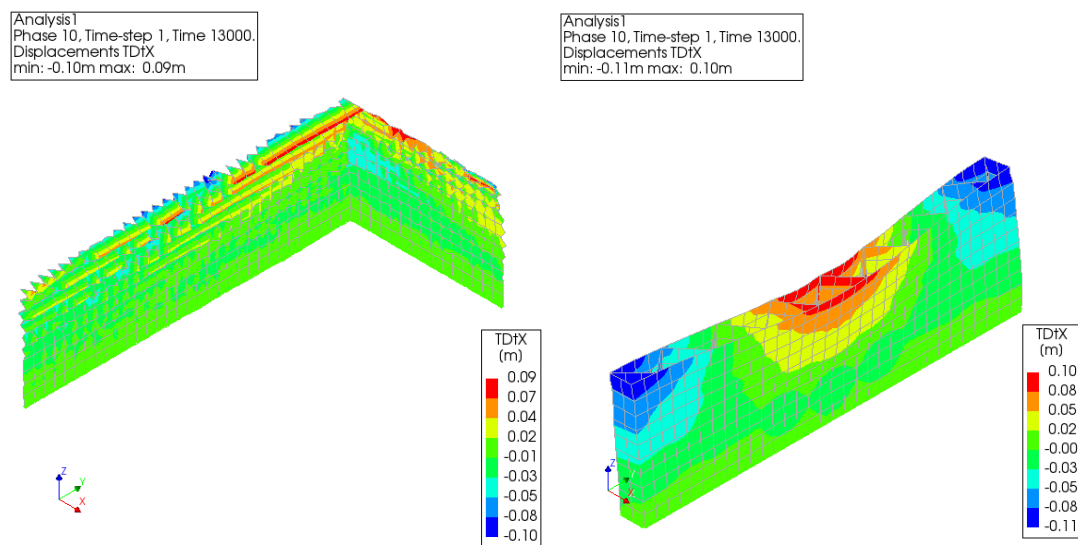 Analysis1
Phase 10, Time-step 1, Time 13000.
Displacements TDtX
min: -0.10m max: 0.09m
TDtX
(m)
0.09
0.07
0.04
0.02
-0.01
-0.03
-0.05
-0.08
-0.10
Z
Y
X
Analysis1
Phase 10, Time-step 1, Time 13000.
Displacements TDtX
min: -0.11m max: 0.10m
TDtX
(m)
0.10
0.08
0.05
0.02
-0.00
-0.03
-0.05
-0.08
-0.11
Z
Y
X